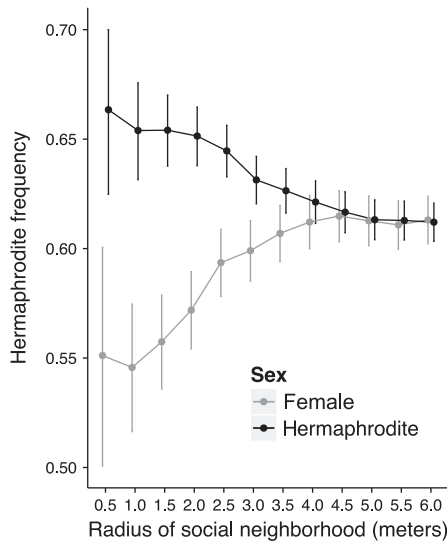 Hermaphrodite frequency
0.70
0.65
0.60
0.55
0.50
Sex
Female
Hermaphrodite
0.5 1.0 1.5 2.0 2.5 3.0 3.5 4.0 4.5 5.0 5.5 6.0
Radius of social neighborhood (meters)